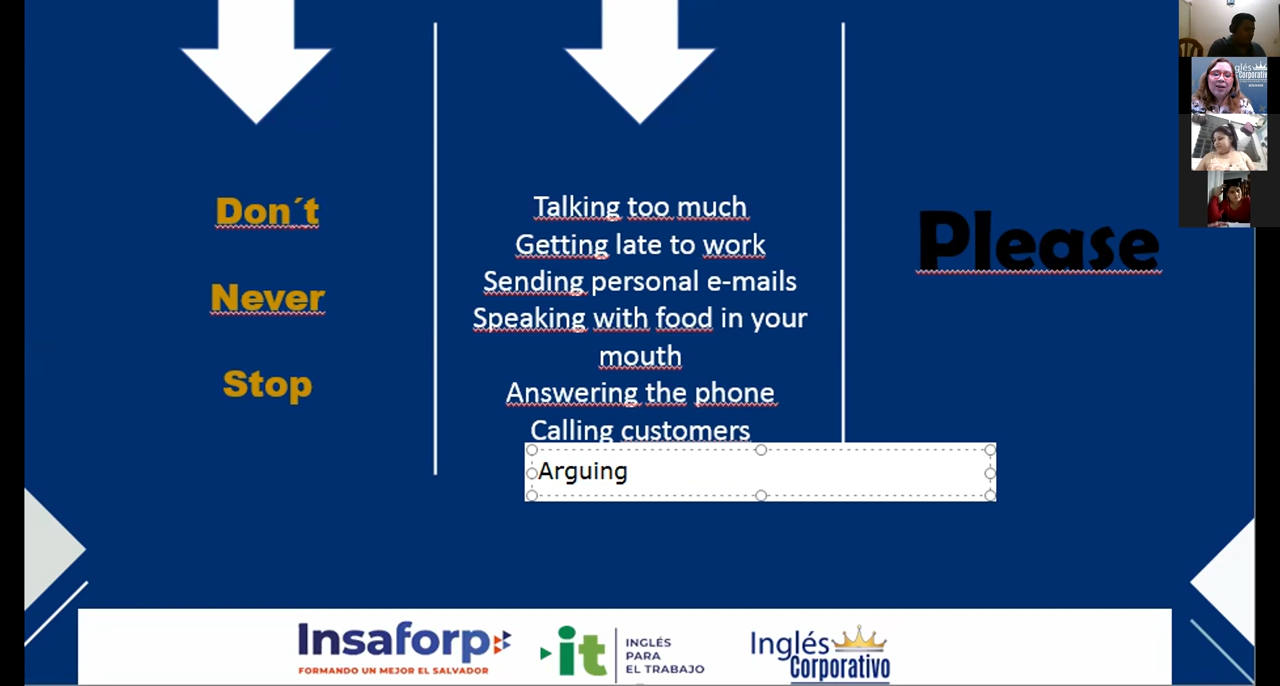 Don´t
Never
Stop
Talking too much
Getting late to work
Sending personal e-mails
Speaking with food in your
mouth
Answering the phone
Calling customers
Arguing
Please
Insaforp
FORMANDO UN MEJOR EL SALVADOR
it
INGLÉS
PARA
EL TRABAJO
Inglés
Corporativo
Inglés
Corporativo